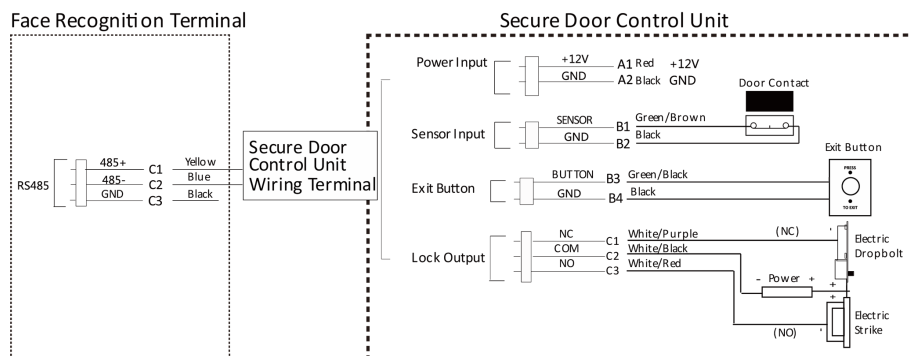 Face Recognition Terminal
Secure Door Control Unit
RS485
485+ C1 Yellow
485- C2 Blue
GND C3 Black
Secure Door
Control Unit
Wiring Terminal
Power Input
+12V A1 Red +12V
GND A2 Black GND
Door Contact
Sensor Input
SENSOR B1 Green/Brown
GND B2 Black
Exit Button
PRESS
TO EXIT
Exit Button
BUTTON B3 Green/Black
GND B4 Black
Lock Output
NC C1 White/Purple (NC) -
COM C2 White/Black
NO C3 White/Red
Electric
Dropbolt
- Power + +
+
Electric
Strike
(NO) -